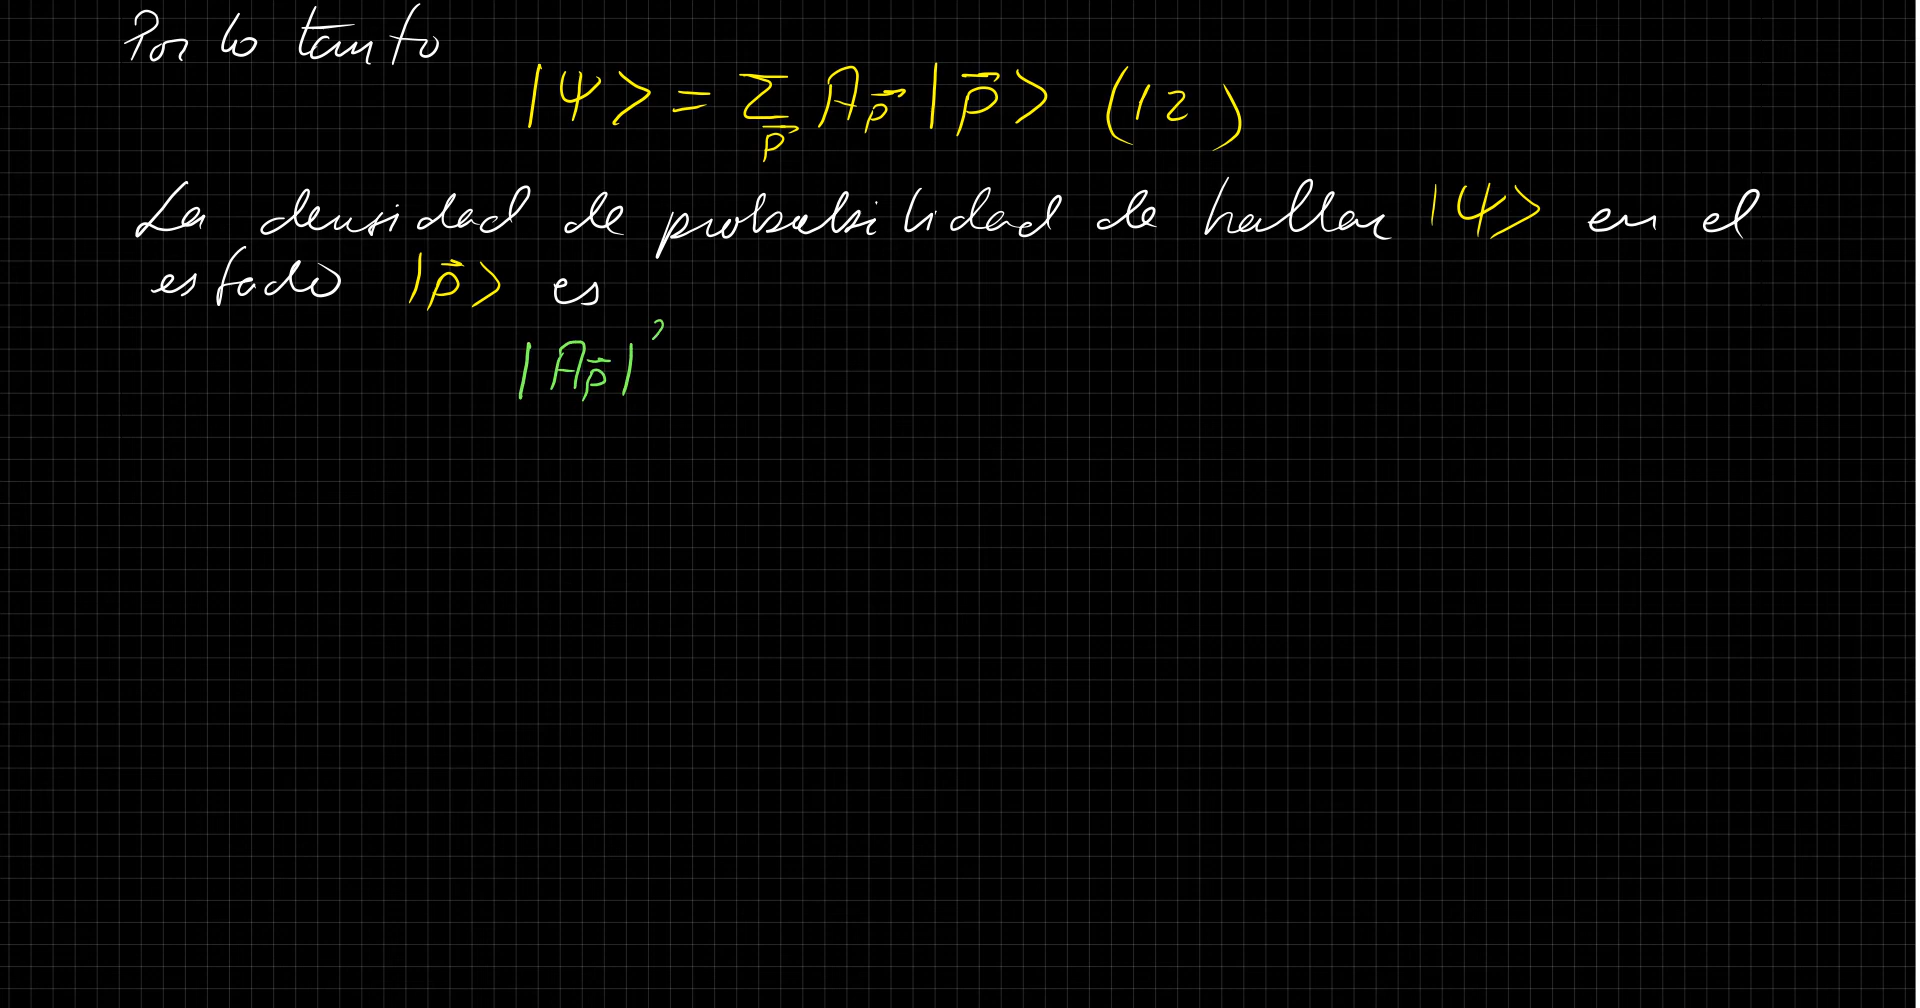 Por lo tanto
|Ψ> = Σ_p⃗ A_p⃗ |p⃗> (12)
La densidad de probabilidad de hallar |Ψ> en el
estado |p⃗> es
|A_p⃗|²